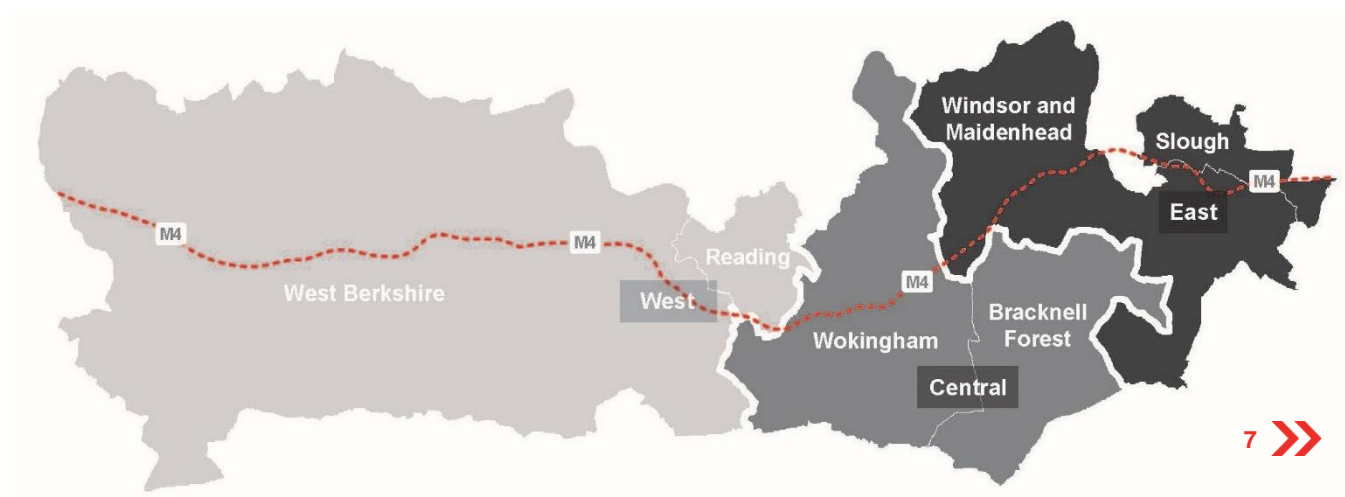 Windsor and
Maidenhead
Slough
M4
East
M4
M4
Reading
West Berkshire
West
M4
Bracknell
Forest
Wokingham
Central
7